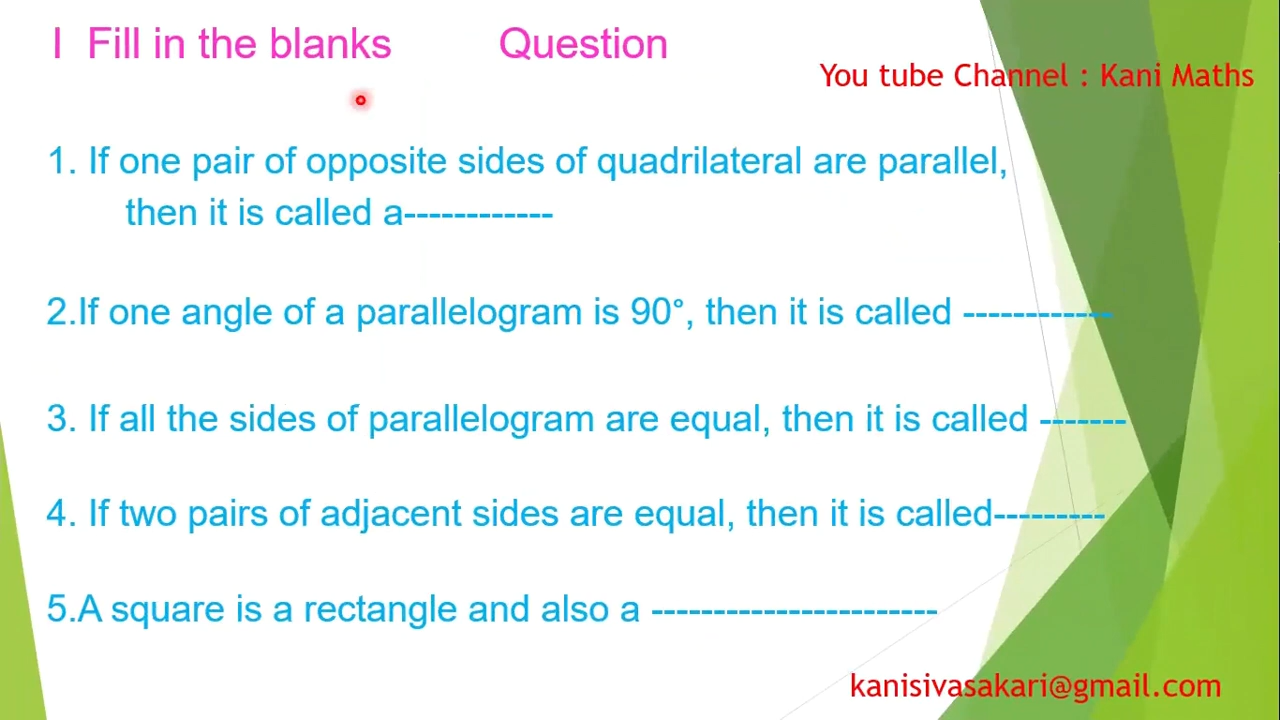 I Fill in the blanks Question
You tube Channel : Kani Maths
1. If one pair of opposite sides of quadrilateral are parallel,
then it is called a------------
2.If one angle of a parallelogram is 90°, then it is called ------------
3. If all the sides of parallelogram are equal, then it is called -------
4. If two pairs of adjacent sides are equal, then it is called---------
5.A square is a rectangle and also a -----------------------
kanisivasakari@gmail.com